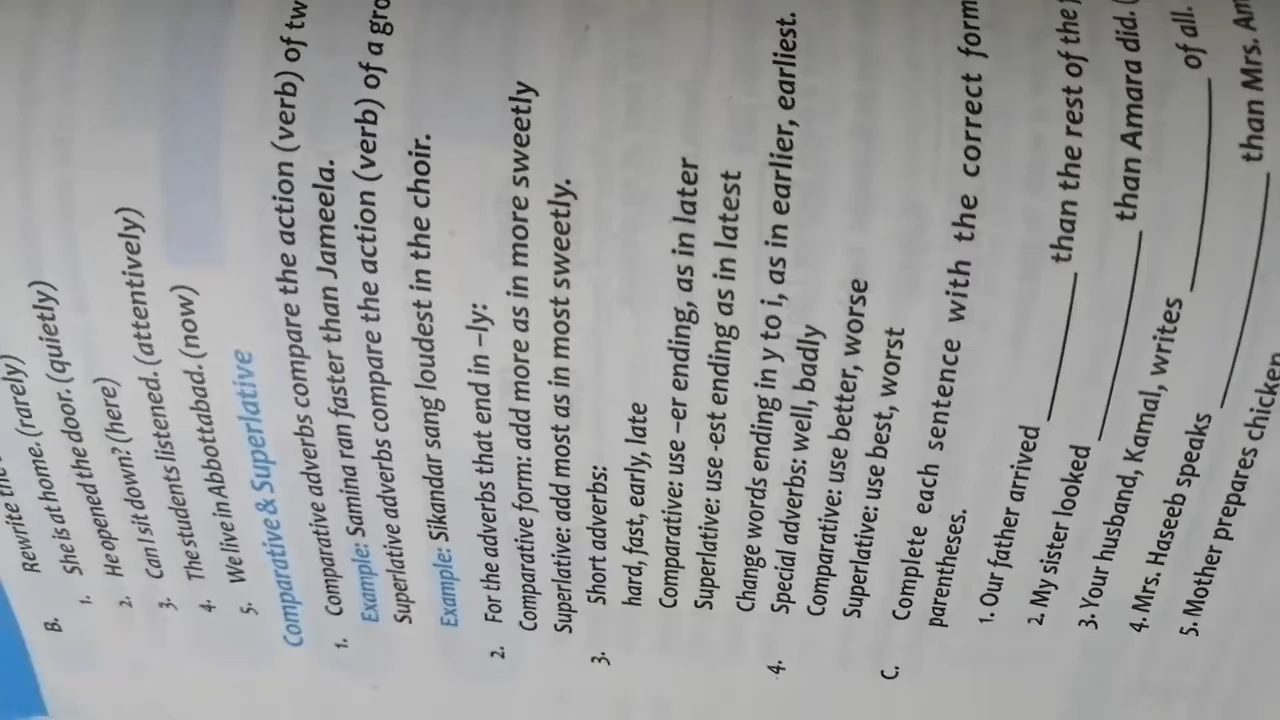 B. Rewrite
1. She is at home. (rarely)
2. He opened the door. (quietly)
3. Can I sit down? (here)
4. The students listened. (attentively)
5. We live in Abbottabad. (now)
Comparative & Superlative
1. Comparative adverbs compare the action (verb) of
Example: Samina ran faster than Jameela.
Superlative adverbs compare the action (verb) of a
Example: Sikandar sang loudest in the choir.
2. For the adverbs that end in –ly:
Comparative form: add more as in more sweetly
Superlative: add most as in most sweetly.
3. Short adverbs:
hard, fast, early, late
Comparative: use –er ending, as in later
Superlative: use -est ending as in latest
Change words ending in y to i, as in earlier, earliest.
4. Special adverbs: well, badly
Comparative: use better, worse
Superlative: use best, worst
C. Complete each sentence with the correct form
parentheses.
1. Our father arrived ______ than the rest of the
2. My sister looked ______ than Amara did. (
3. Your husband, Kamal, writes ______ of all.
4. Mrs. Haseeb speaks ______ than Mrs.
5. Mother prepares chicken